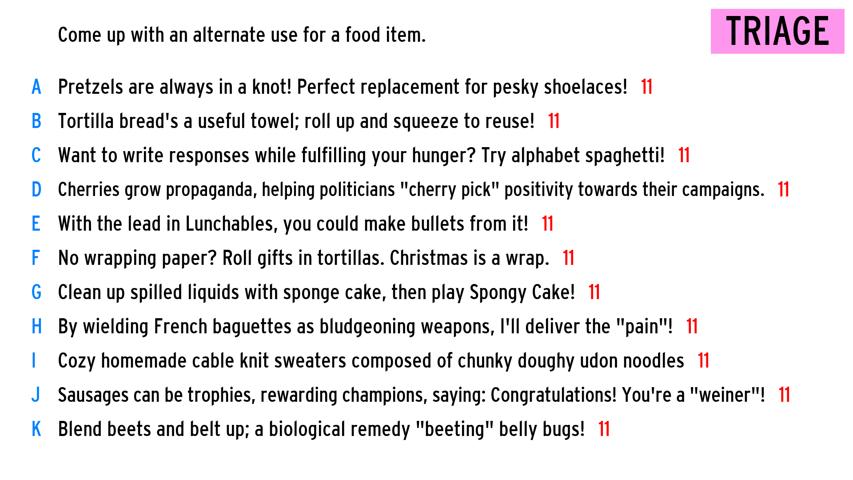 Come up with an alternate use for a food item.
TRIAGE
A Pretzels are always in a knot! Perfect replacement for pesky shoelaces! 11
B Tortilla bread's a useful towel; roll up and squeeze to reuse! 11
C Want to write responses while fulfilling your hunger? Try alphabet spaghetti! 11
D Cherries grow propaganda, helping politicians "cherry pick" positivity towards their campaigns. 11
E With the lead in Lunchables, you could make bullets from it! 11
F No wrapping paper? Roll gifts in tortillas. Christmas is a wrap. 11
G Clean up spilled liquids with sponge cake, then play Spongy Cake! 11
H By wielding French baguettes as bludgeoning weapons, I'll deliver the "pain"! 11
I Cozy homemade cable knit sweaters composed of chunky doughy udon noodles 11
J Sausages can be trophies, rewarding champions, saying: Congratulations! You're a "weiner"! 11
K Blend beets and belt up; a biological remedy "beeting" belly bugs! 11